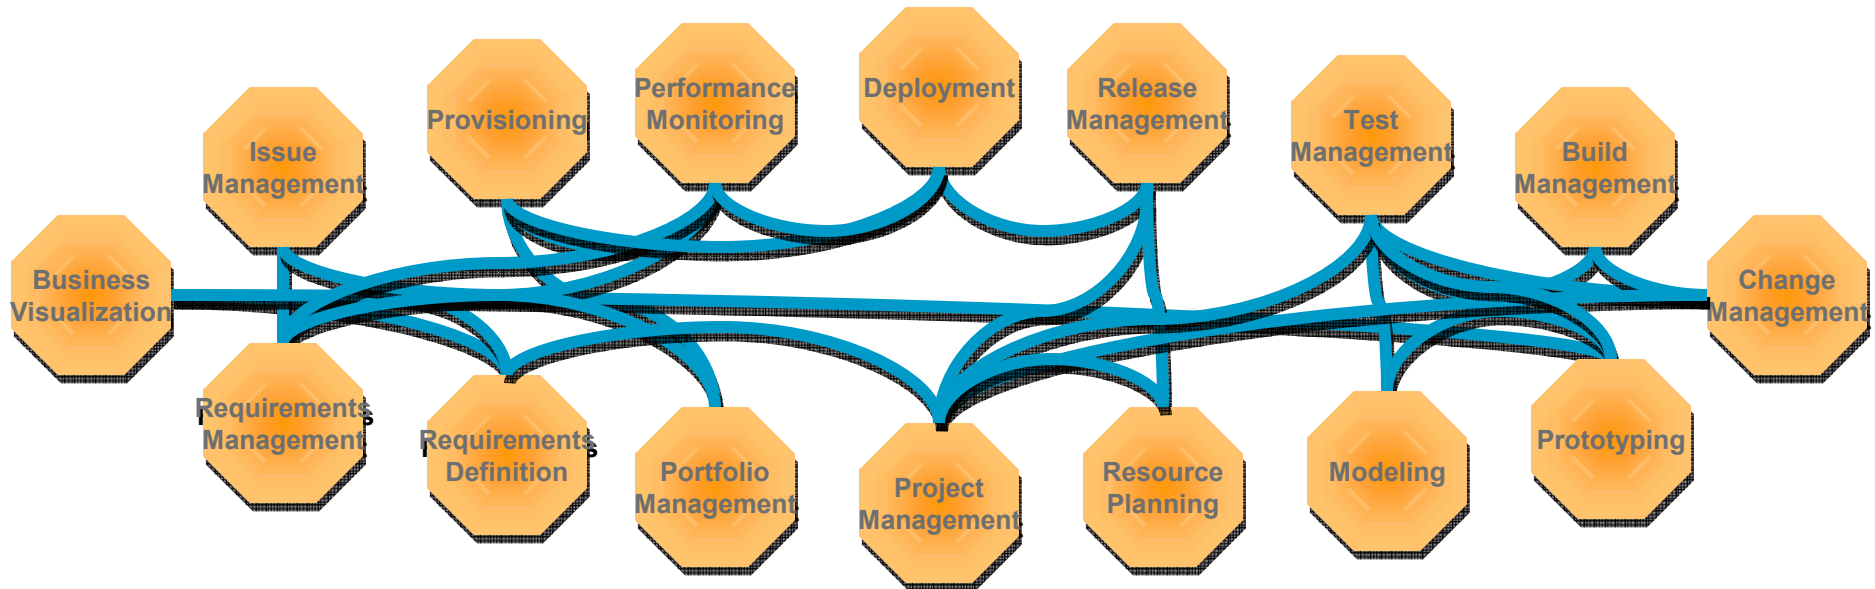 Business
Visualization
Issue
Management
Provisioning
Performance
Monitoring
Deployment
Release
Management
Test
Management
Build
Management
Change
Management
Requirements
Management
Requirements
Definition
Portfolio
Management
Project
Management
Resource
Planning
Modeling
Prototyping